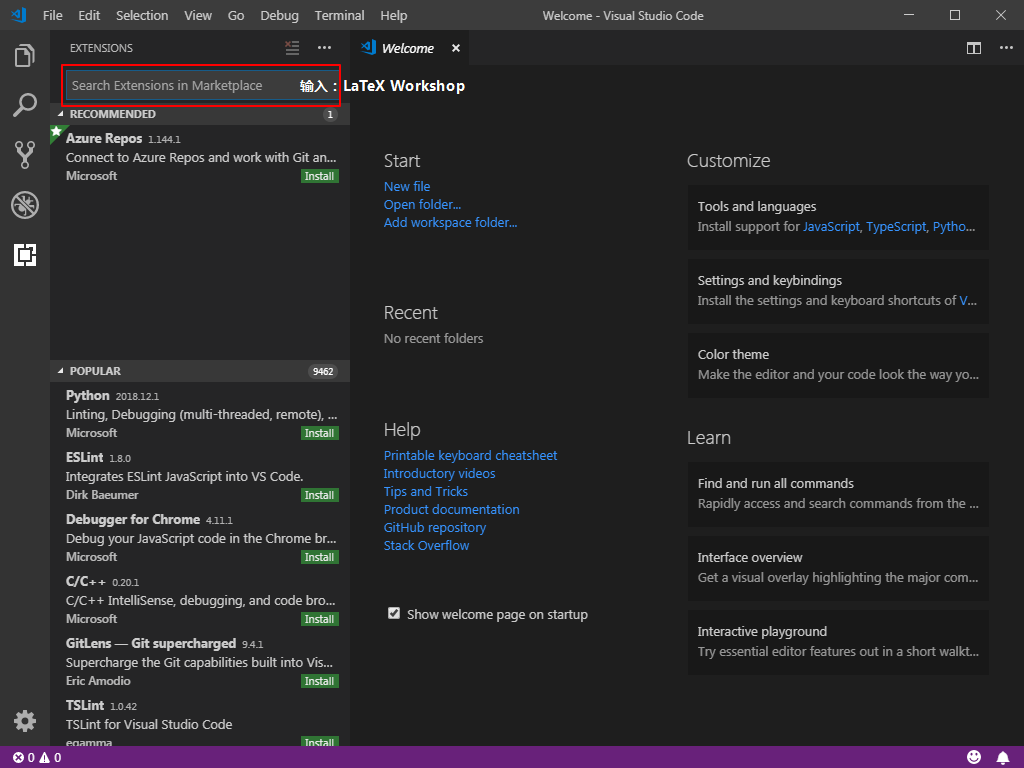 File Edit Selection View Go Debug Terminal Help Welcome - Visual Studio Code
EXTENSIONS
Welcome
Search Extensions in Marketplace 输入：LaTeX Workshop
RECOMMENDED 1
Azure Repos 1.144.1
Connect to Azure Repos and work with Git an...
Microsoft Install
POPULAR 9462
Python 2018.12.1
Linting, Debugging (multi-threaded, remote), ...
Microsoft Install
ESLint 1.8.0
Integrates ESLint JavaScript into VS Code.
Dirk Baeumer Install
Debugger for Chrome 4.11.1
Debug your JavaScript code in the Chrome br...
Microsoft Install
C/C++ 0.20.1
C/C++ IntelliSense, debugging, and code bro...
Microsoft Install
GitLens — Git supercharged 9.4.1
Supercharge the Git capabilities built into Vis...
Eric Amodio Install
TSLint 1.0.42
TSLint for Visual Studio Code
egamma Install
Start
New file
Open folder...
Add workspace folder...
Recent
No recent folders
Help
Printable keyboard cheatsheet
Introductory videos
Tips and Tricks
Product documentation
GitHub repository
Stack Overflow
Show welcome page on startup
Customize
Tools and languages
Install support for JavaScript, TypeScript, Pytho...
Settings and keybindings
Install the settings and keyboard shortcuts of V...
Color theme
Make the editor and your code look the way yo...
Learn
Find and run all commands
Rapidly access and search commands from the ...
Interface overview
Get a visual overlay highlighting the major com...
Interactive playground
Try essential editor features out in a short walkt...
0 0